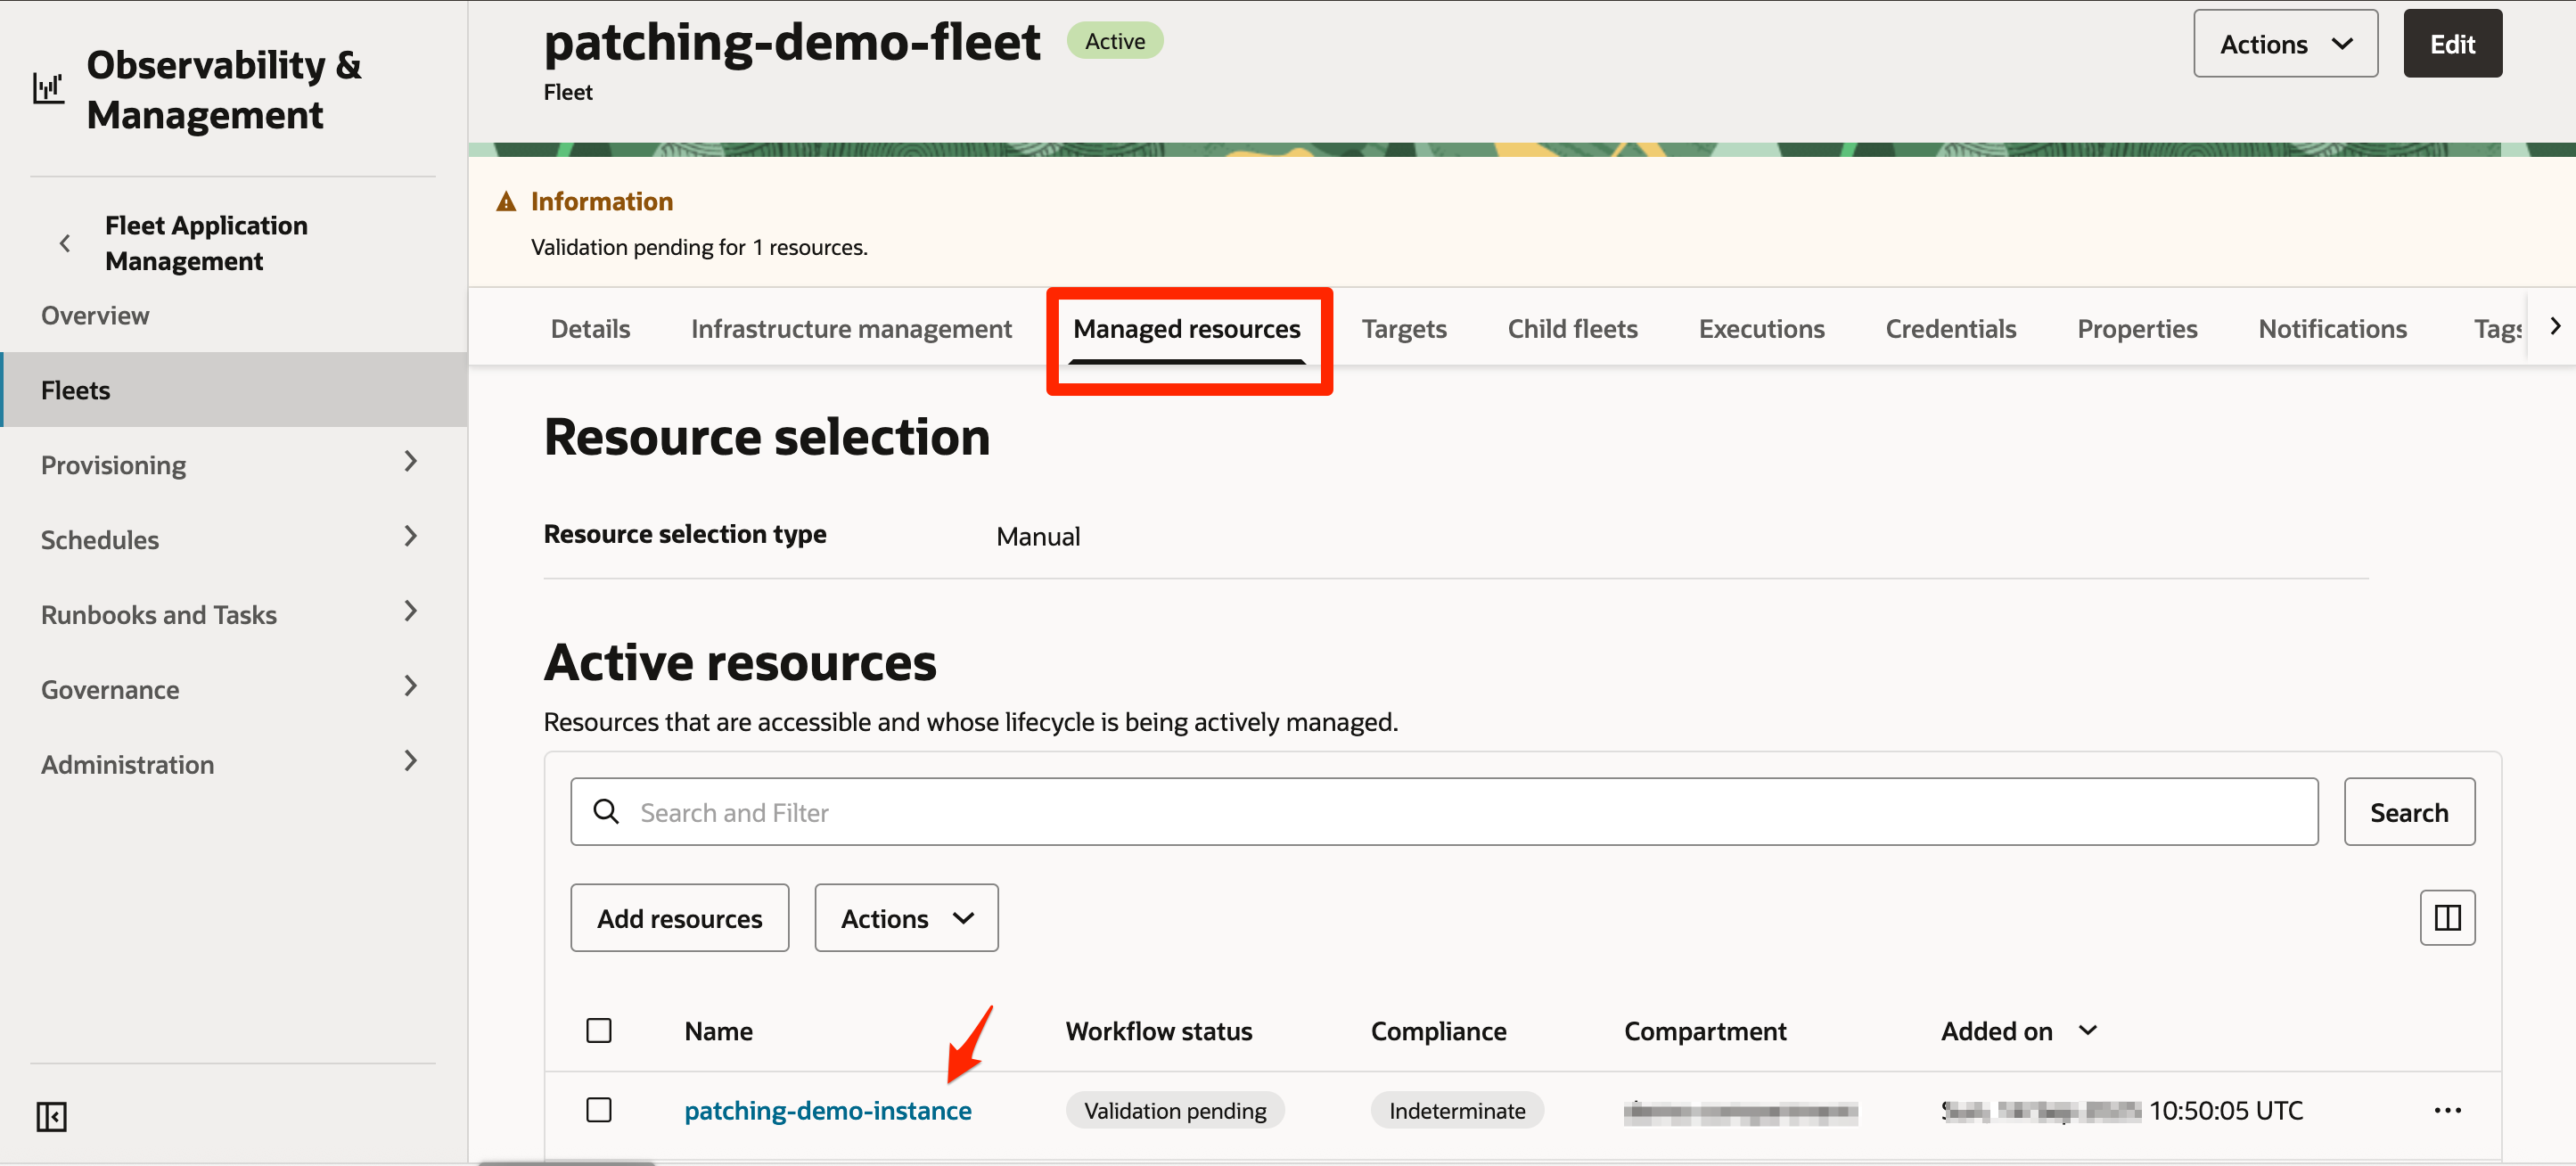 Observability &
Management
Fleet Application
Management
Overview
Fleets
Provisioning
Schedules
Runbooks and Tasks
Governance
Administration
patching-demo-fleet
Active
Fleet
Actions
Edit
Information
Validation pending for 1 resources.
Details Infrastructure management Managed resources Targets Child fleets Executions Credentials Properties Notifications Tags
Resource selection
Resource selection type Manual
Active resources
Resources that are accessible and whose lifecycle is being actively managed.
Search and Filter
Search
Add resources
Actions
Name Workflow status Compliance Compartment Added on
patching-demo-instance Validation pending Indeterminate 10:50:05 UTC